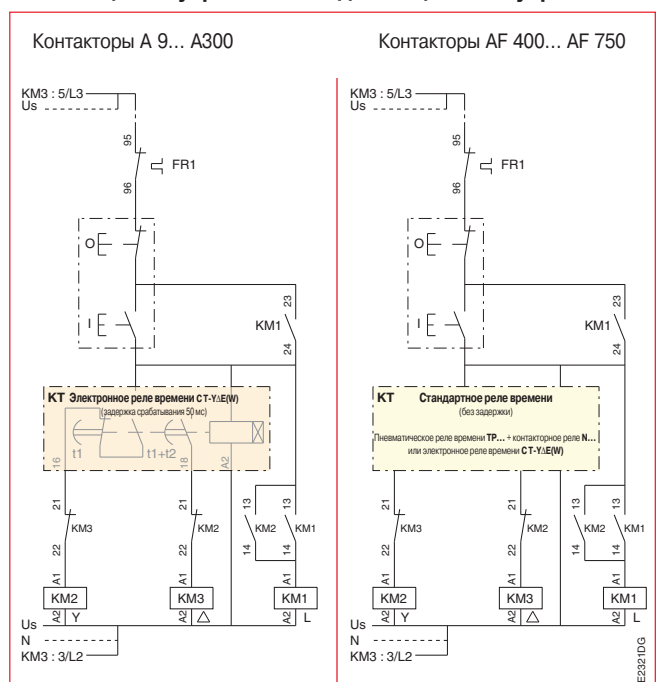 Контакторы A 9... A300
KM3 : 5/L3
Us
95
FR1
96
O
I
23
KM1
24
KT Электронное реле времени CT-YΔE(W)
(задержка срабатывания 50 мс)
t1
t1+t2
16
18
A2
21
KM3
22
21
KM2
22
13
KM2
14
13
KM1
14
A1
KM2
A2
Y
A1
KM3
A2
△
A1
KM1
A2
L
Us
N
KM3 : 3/L2
Контакторы AF 400... AF 750
KM3 : 5/L3
Us
95
FR1
96
O
I
23
KM1
24
KT Стандартное реле времени
(без задержки)
Пневматическое реле времени TP... + контакторное реле N...
или электронное реле времени CT-YΔE(W)
21
KM3
22
21
KM2
22
13
KM2
14
13
KM1
14
A1
KM2
A2
Y
A1
KM3
A2
△
A1
KM1
A2
L
Us
N
KM3 : 3/L2
E2321DG